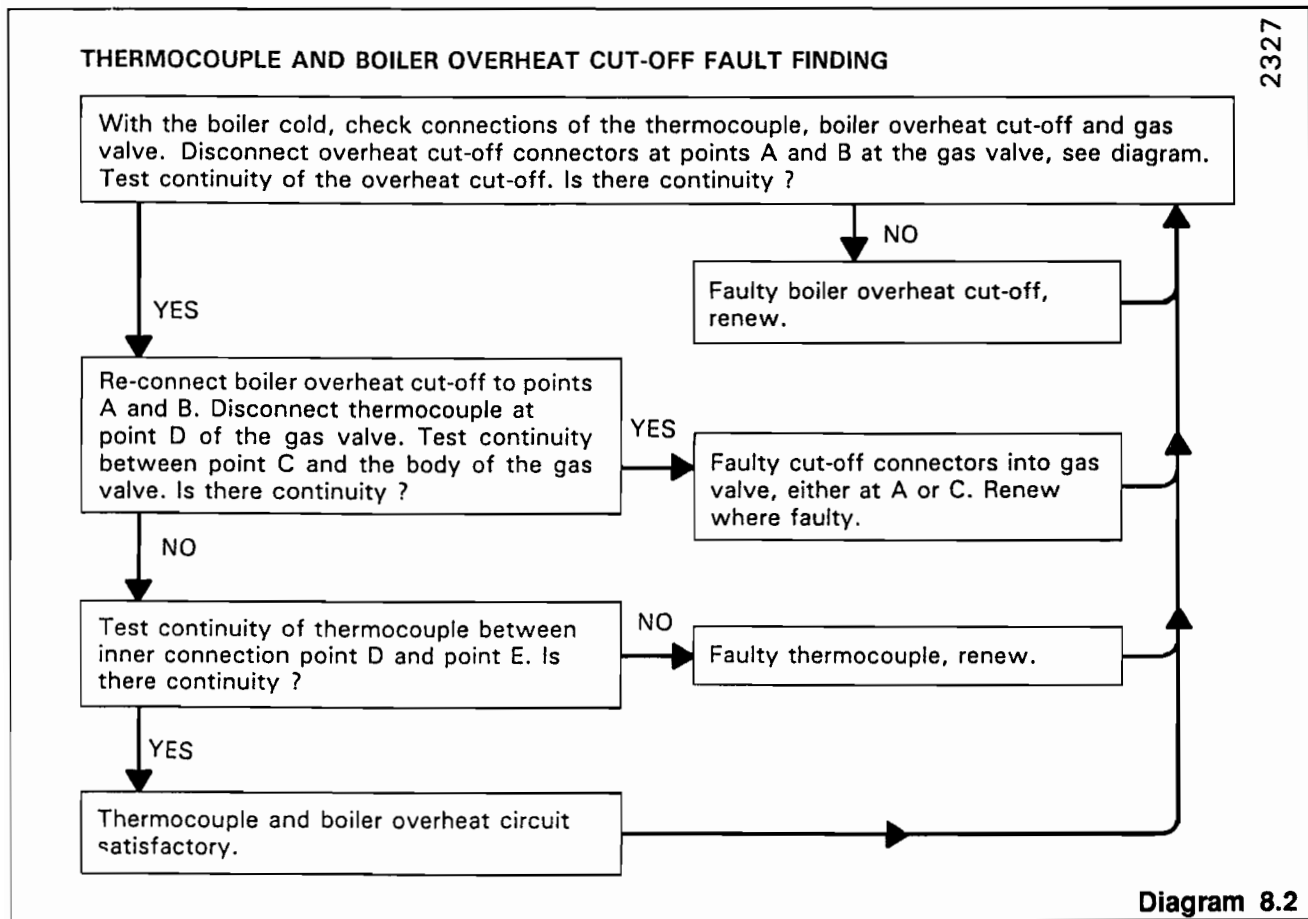 2327
THERMOCOUPLE AND BOILER OVERHEAT CUT-OFF FAULT FINDING
With the boiler cold, check connections of the thermocouple, boiler overheat cut-off and gas
valve. Disconnect overheat cut-off connectors at points A and B at the gas valve, see diagram.
Test continuity of the overheat cut-off. Is there continuity ?
NO
Faulty boiler overheat cut-off,
renew.
YES
Re-connect boiler overheat cut-off to points
A and B. Disconnect thermocouple at
point D of the gas valve. Test continuity
between point C and the body of the gas
valve. Is there continuity ?
YES
Faulty cut-off connectors into gas
valve, either at A or C. Renew
where faulty.
NO
Test continuity of thermocouple between
inner connection point D and point E. Is
there continuity ?
NO
Faulty thermocouple, renew.
YES
Thermocouple and boiler overheat circuit
satisfactory.
Diagram 8.2